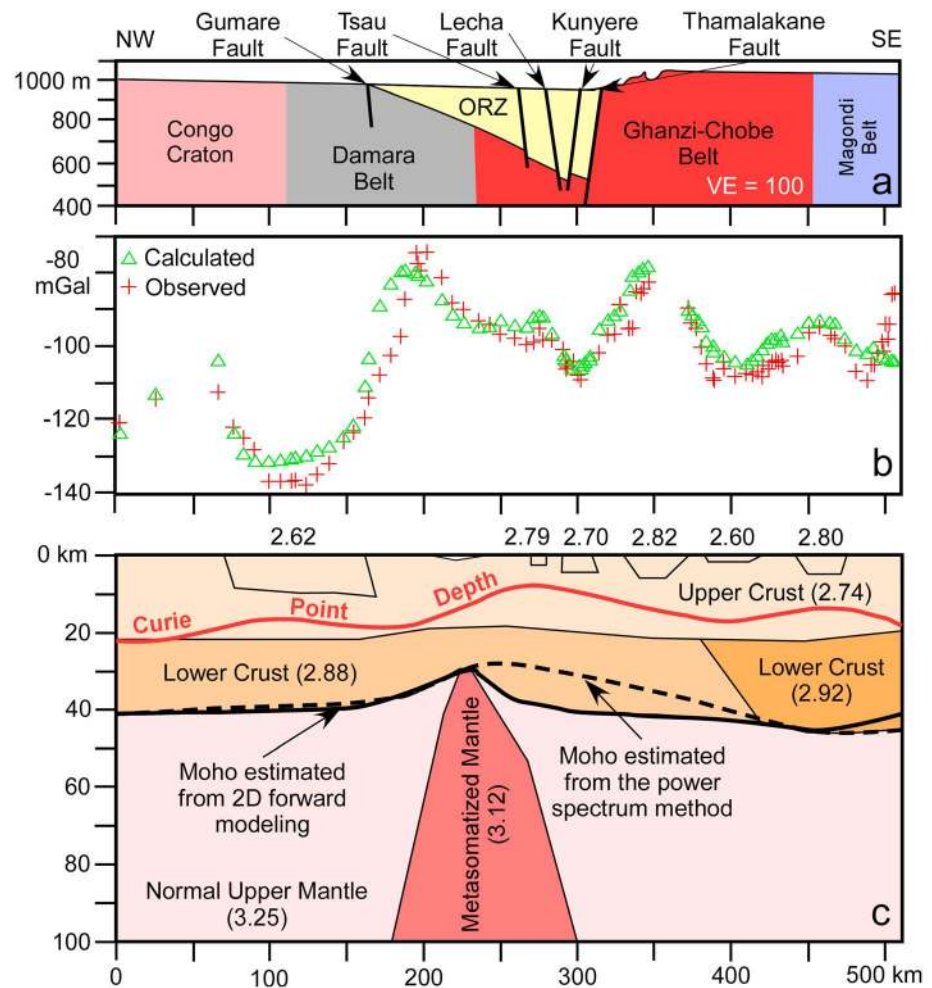 NW
Gumare Fault
Tsau Fault
Lecha Fault
Kunyere Fault
Thamalakane Fault
SE
1000 m
800
600
400
Congo
Craton
Damara
Belt
ORZ
Ghanzi-Chobe
Belt
VE = 100
Magondi
Belt
a
-80
mGal
-100
-120
-140
Calculated
Observed
b
2.62
2.79
2.70
2.82
2.60
2.80
0 km
20
40
60
80
100
Curie Point Depth
Upper Crust (2.74)
Lower Crust (2.88)
Lower Crust
(2.92)
Moho estimated
from 2D forward
modeling
Metasomatized Mantle
(3.12)
Moho estimated
from the power
spectrum method
Normal Upper Mantle
(3.25)
c
0
100
200
300
400
500 km